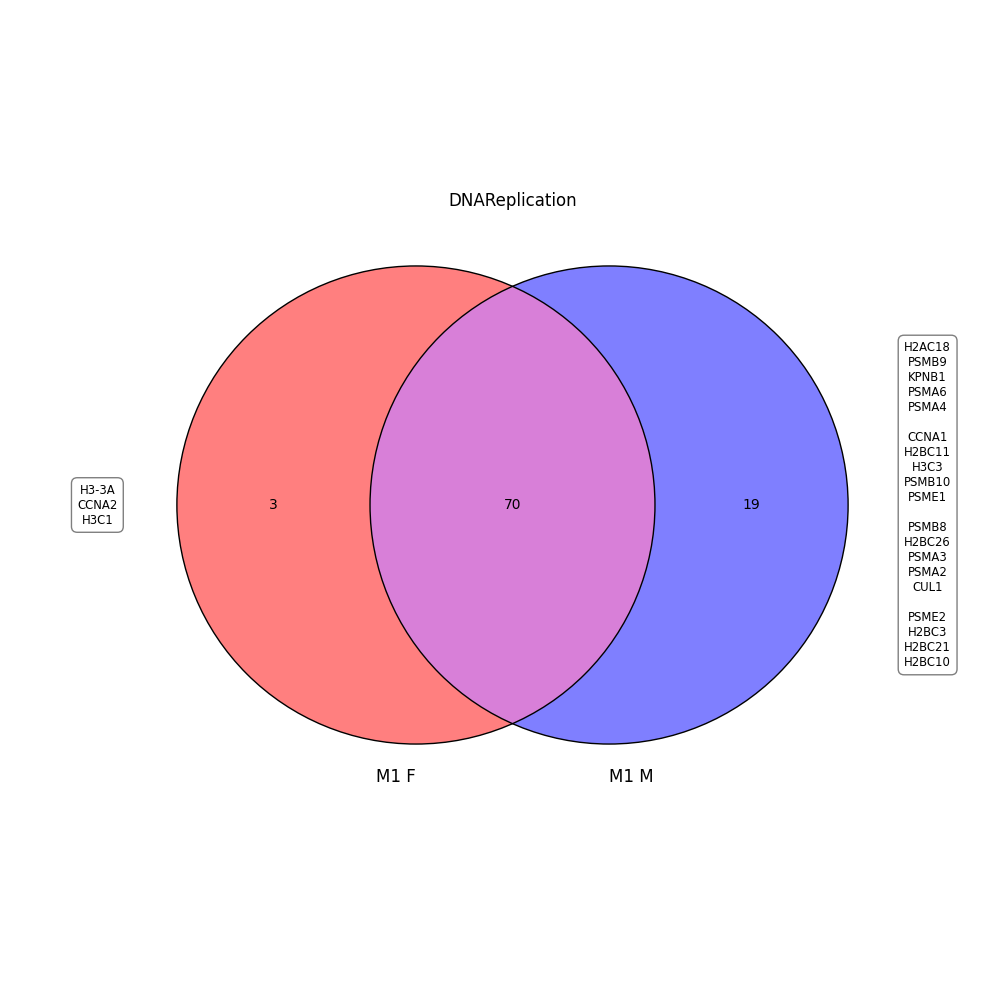 DNAReplication
H3-3A
CCNA2
H3C1
3
70
19
H2AC18
PSMB9
KPNB1
PSMA6
PSMA4
CCNA1
H2BC11
H3C3
PSMB10
PSME1
PSMB8
H2BC26
PSMA3
PSMA2
CUL1
PSME2
H2BC3
H2BC21
H2BC10
M1 F
M1 M